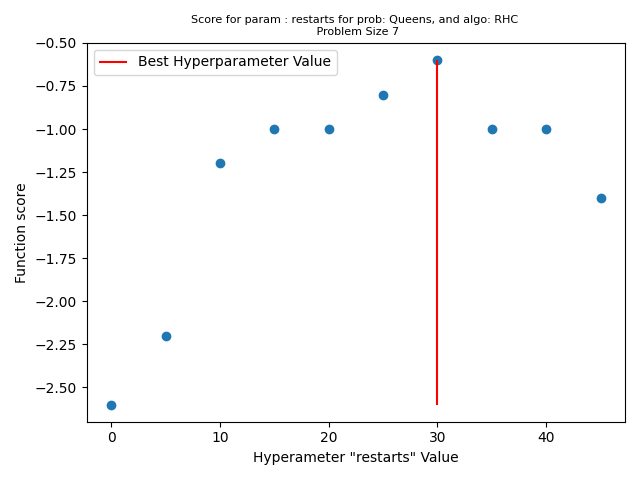 Score for param : restarts for prob: Queens, and algo: RHC
Problem Size 7
Best Hyperparameter Value
Function score
−0.50
−0.75
−1.00
−1.25
−1.50
−1.75
−2.00
−2.25
−2.50
0
10
20
30
40
Hyperameter "restarts" Value